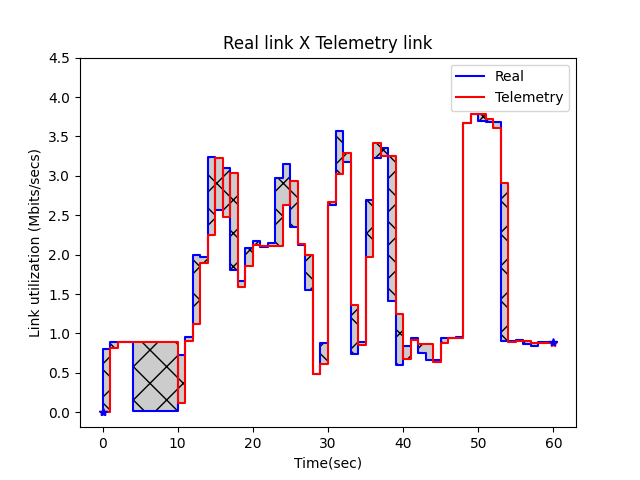 Real link X Telemetry link
Real
Telemetry
Link utilization (Mbits/secs)
4.5
4.0
3.5
3.0
2.5
2.0
1.5
1.0
0.5
0.0
0 10 20 30 40 50 60
Time(sec)